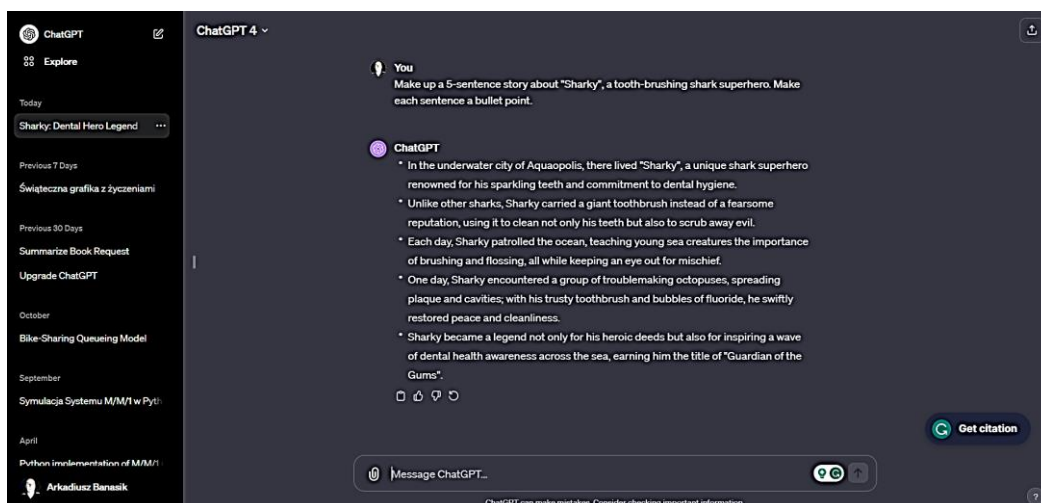 ChatGPT
Explore
Today
Sharky: Dental Hero Legend
Previous 7 Days
Świąteczna grafika z życzeniami
Previous 30 Days
Summarize Book Request
Upgrade ChatGPT
October
Bike-Sharing Queueing Model
September
Symulacja Systemu M/M/1 w Pyth
April
Python implementation of M/M/1
Arkadiusz Banasik
ChatGPT 4
You
Make up a 5-sentence story about "Sharky", a tooth-brushing shark superhero. Make
each sentence a bullet point.
ChatGPT
• In the underwater city of Aquaopolis, there lived "Sharky", a unique shark superhero
renowned for his sparkling teeth and commitment to dental hygiene.
• Unlike other sharks, Sharky carried a giant toothbrush instead of a fearsome
reputation, using it to clean not only his teeth but also to scrub away evil.
• Each day, Sharky patrolled the ocean, teaching young sea creatures the importance
of brushing and flossing, all while keeping an eye out for mischief.
• One day, Sharky encountered a group of troublemaking octopuses, spreading
plaque and cavities; with his trusty toothbrush and bubbles of fluoride, he swiftly
restored peace and cleanliness.
• Sharky became a legend not only for his heroic deeds but also for inspiring a wave
of dental health awareness across the sea, earning him the title of "Guardian of the
Gums".
Get citation
Message ChatGPT...
ChatGPT can make mistakes. Consider checking important information.
?